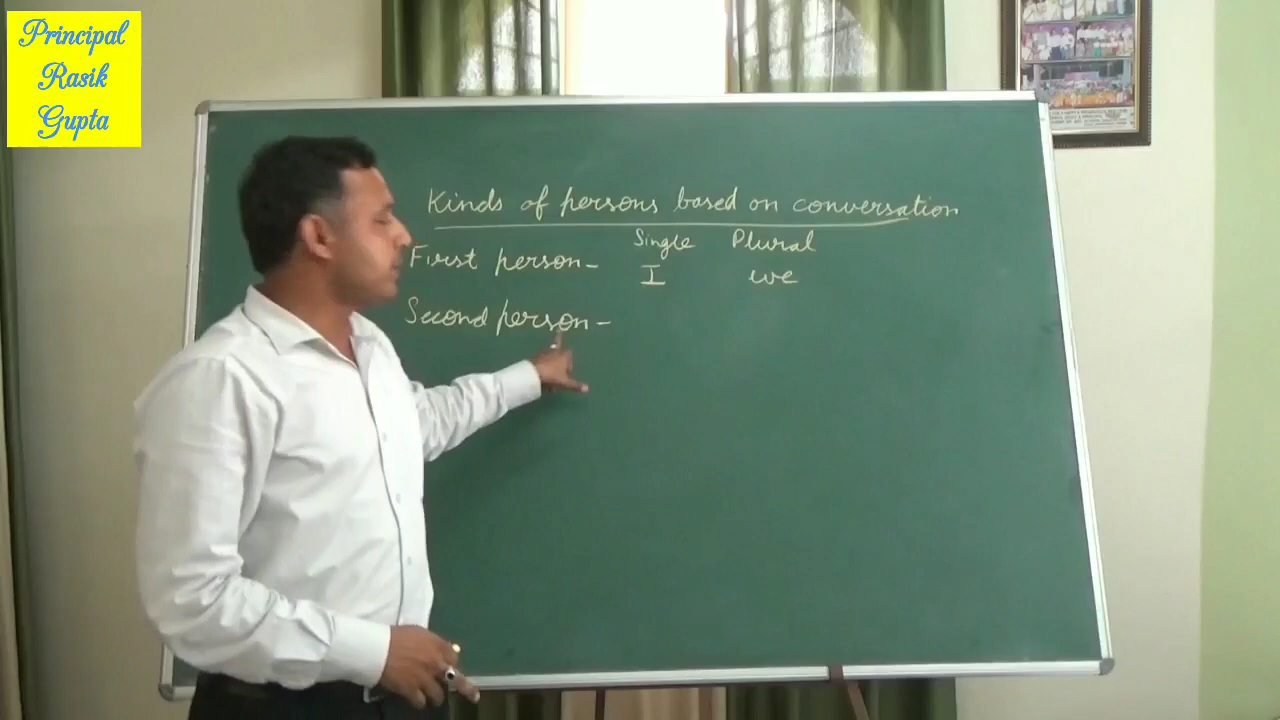 Principal
Rasik
Gupta
Kinds of persons based on conversation
Single Plural
First person - I we
Second person -